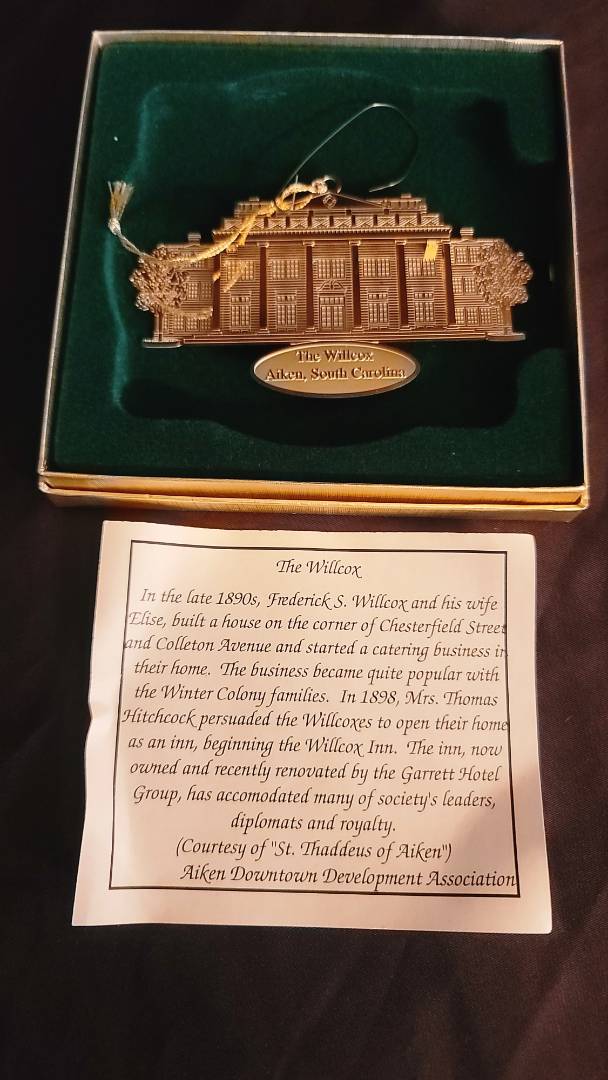 The Willcox
Aiken, South Carolina
The Willcox
In the late 1890s, Frederick S. Willcox and his wife
Elise, built a house on the corner of Chesterfield Street
and Colleton Avenue and started a catering business in
their home. The business became quite popular with
the Winter Colony families. In 1898, Mrs. Thomas
Hitchcock persuaded the Willcoxes to open their home
as an inn, beginning the Willcox Inn. The inn, now
owned and recently renovated by the Garrett Hotel
Group, has accomodated many of society's leaders,
diplomats and royalty.
(Courtesy of "St. Thaddeus of Aiken")
Aiken Downtown Development Association